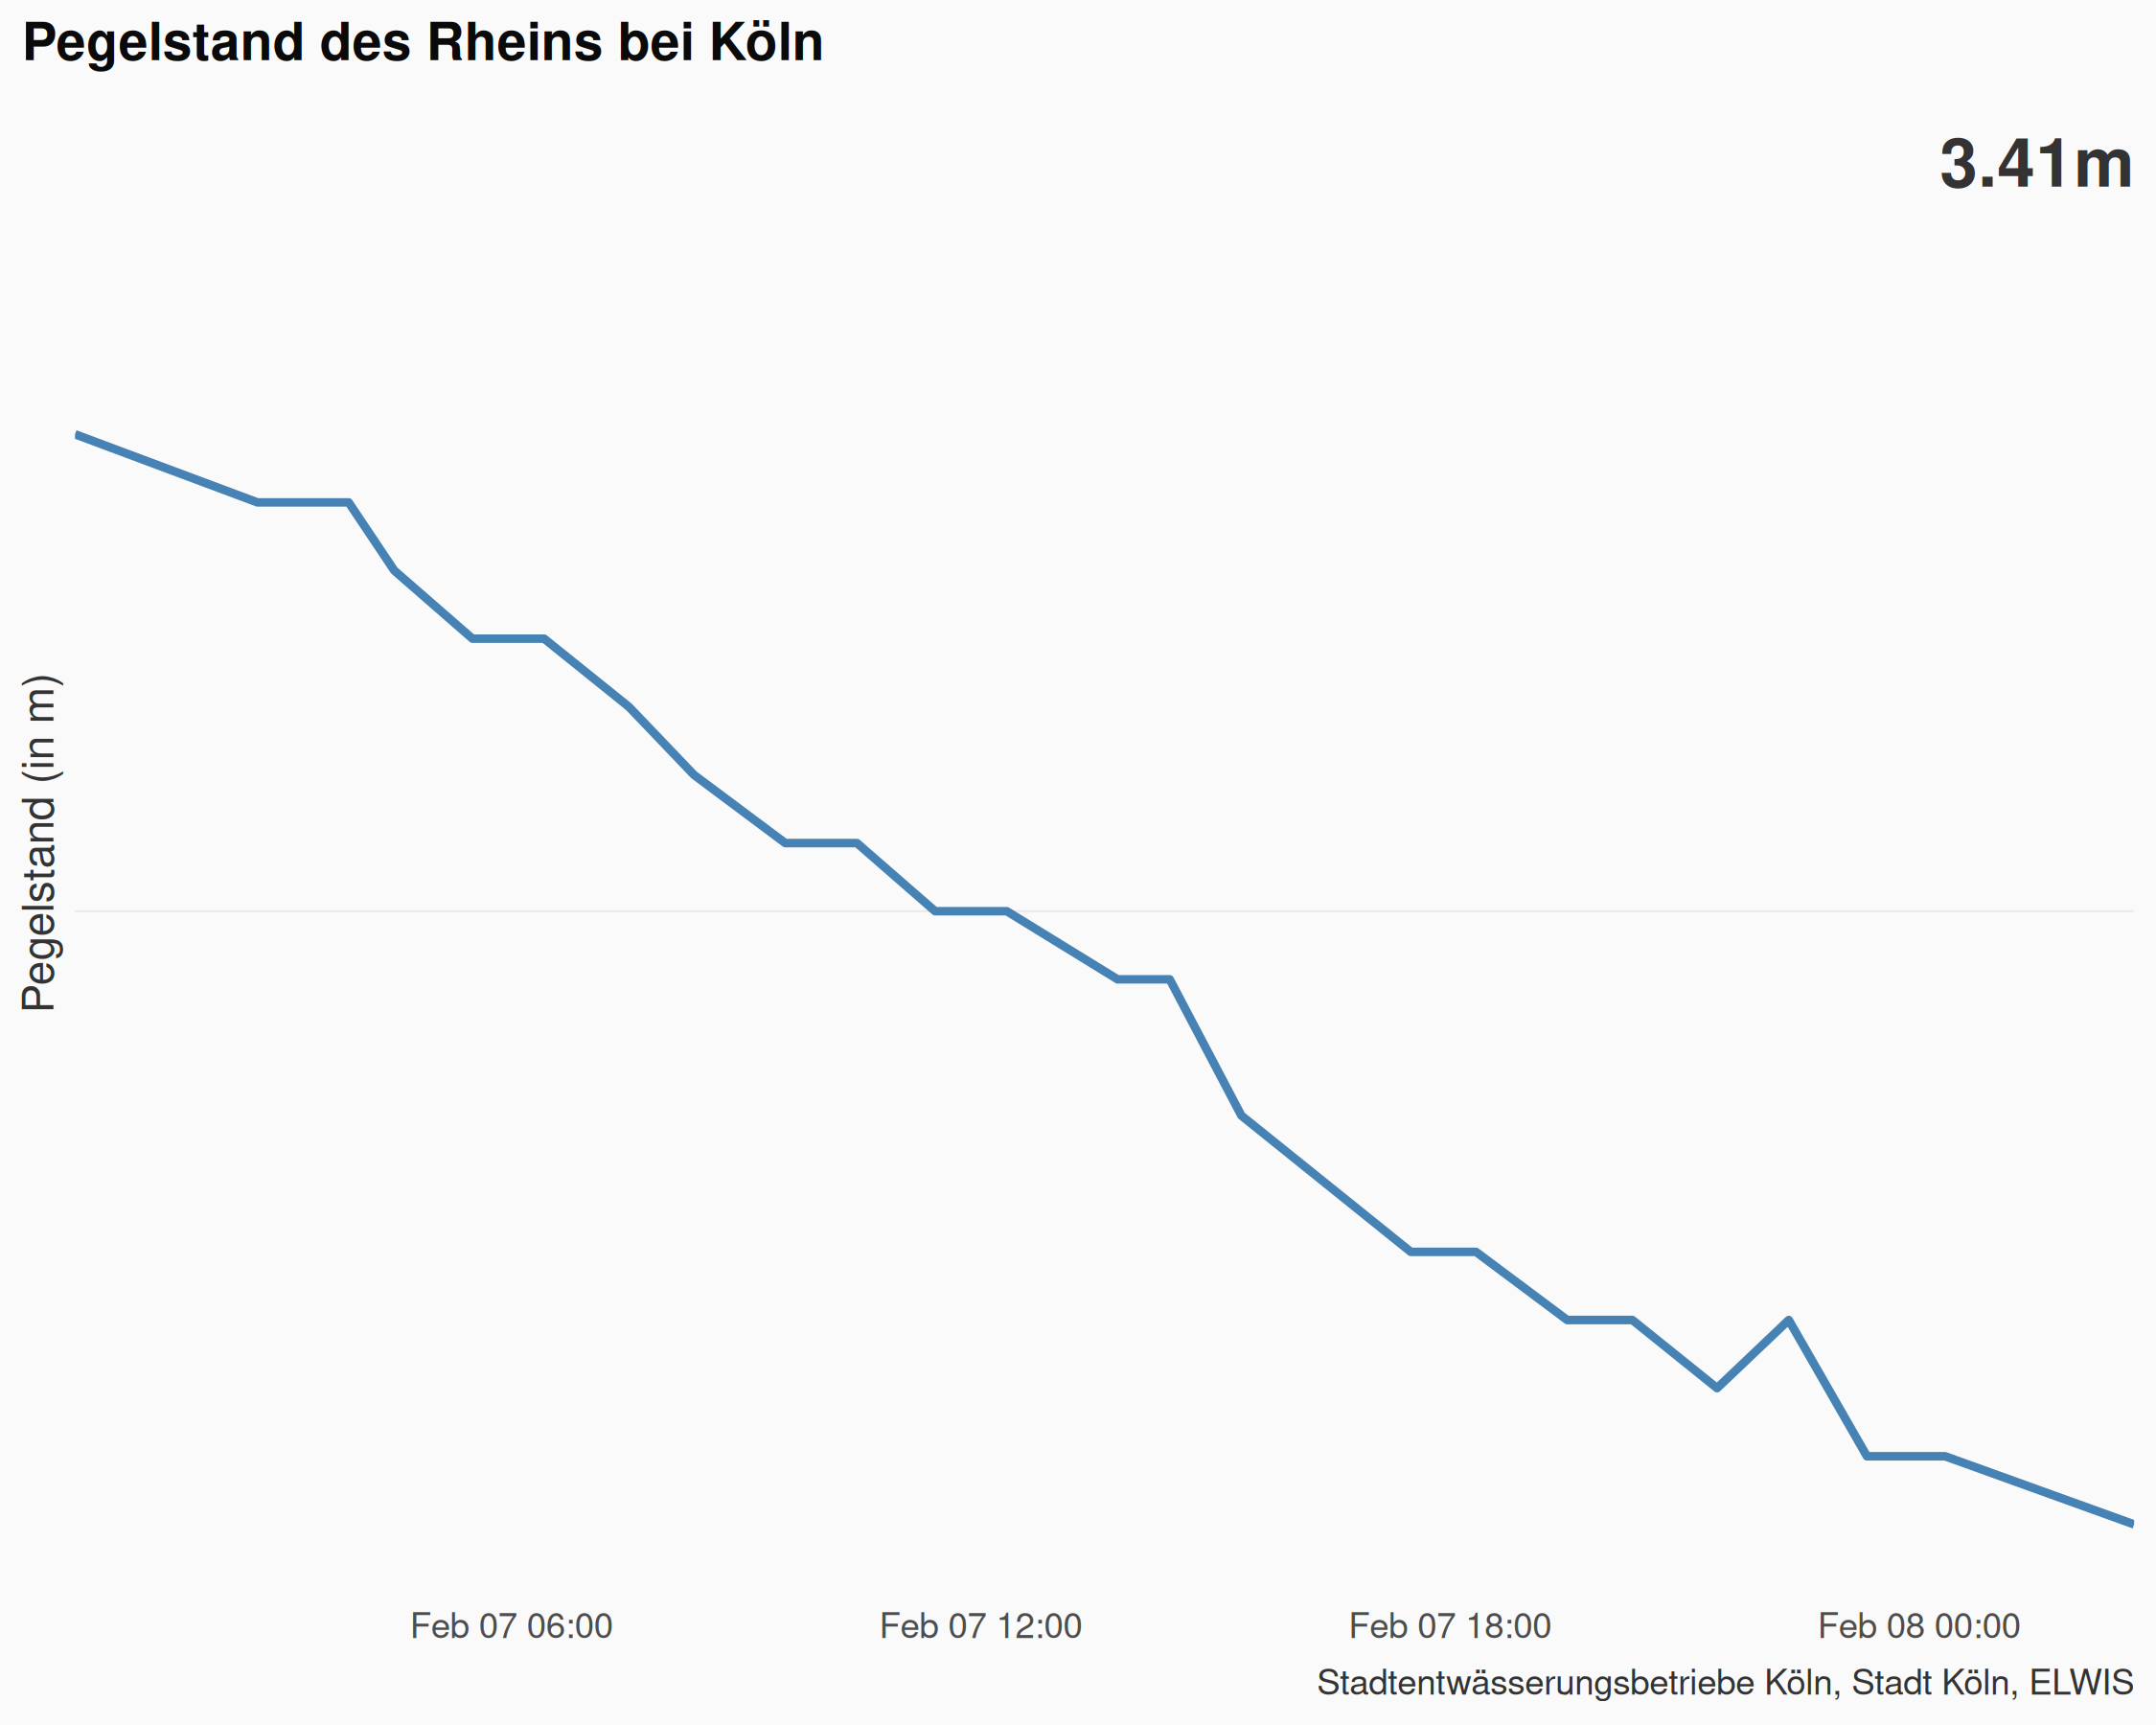 Pegelstand des Rheins bei Köln
3.41m
Pegelstand (in m)
Feb 07 06:00
Feb 07 12:00
Feb 07 18:00
Feb 08 00:00
Stadtentwässerungsbetriebe Köln, Stadt Köln, ELWIS